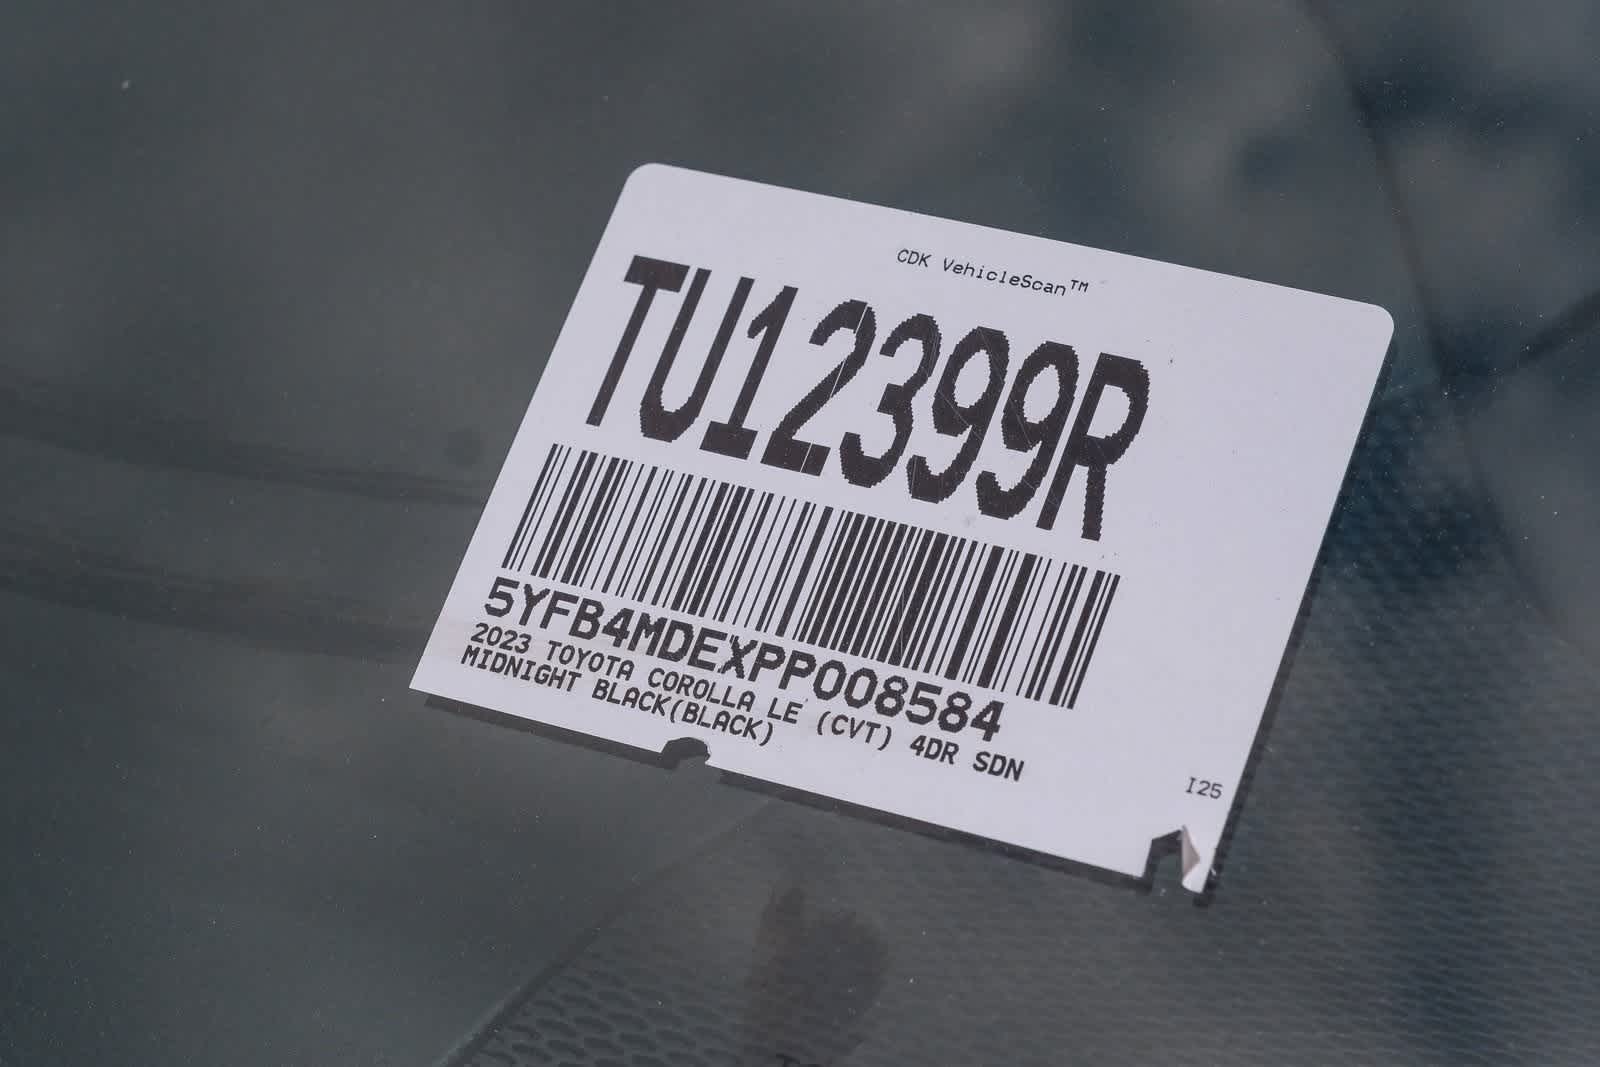 CDK VehicleScan™
TU12399R
5YFB4MDEXPP008584
2023 TOYOTA COROLLA LE (CVT) 4DR SDN
MIDNIGHT BLACK(BLACK)
I25